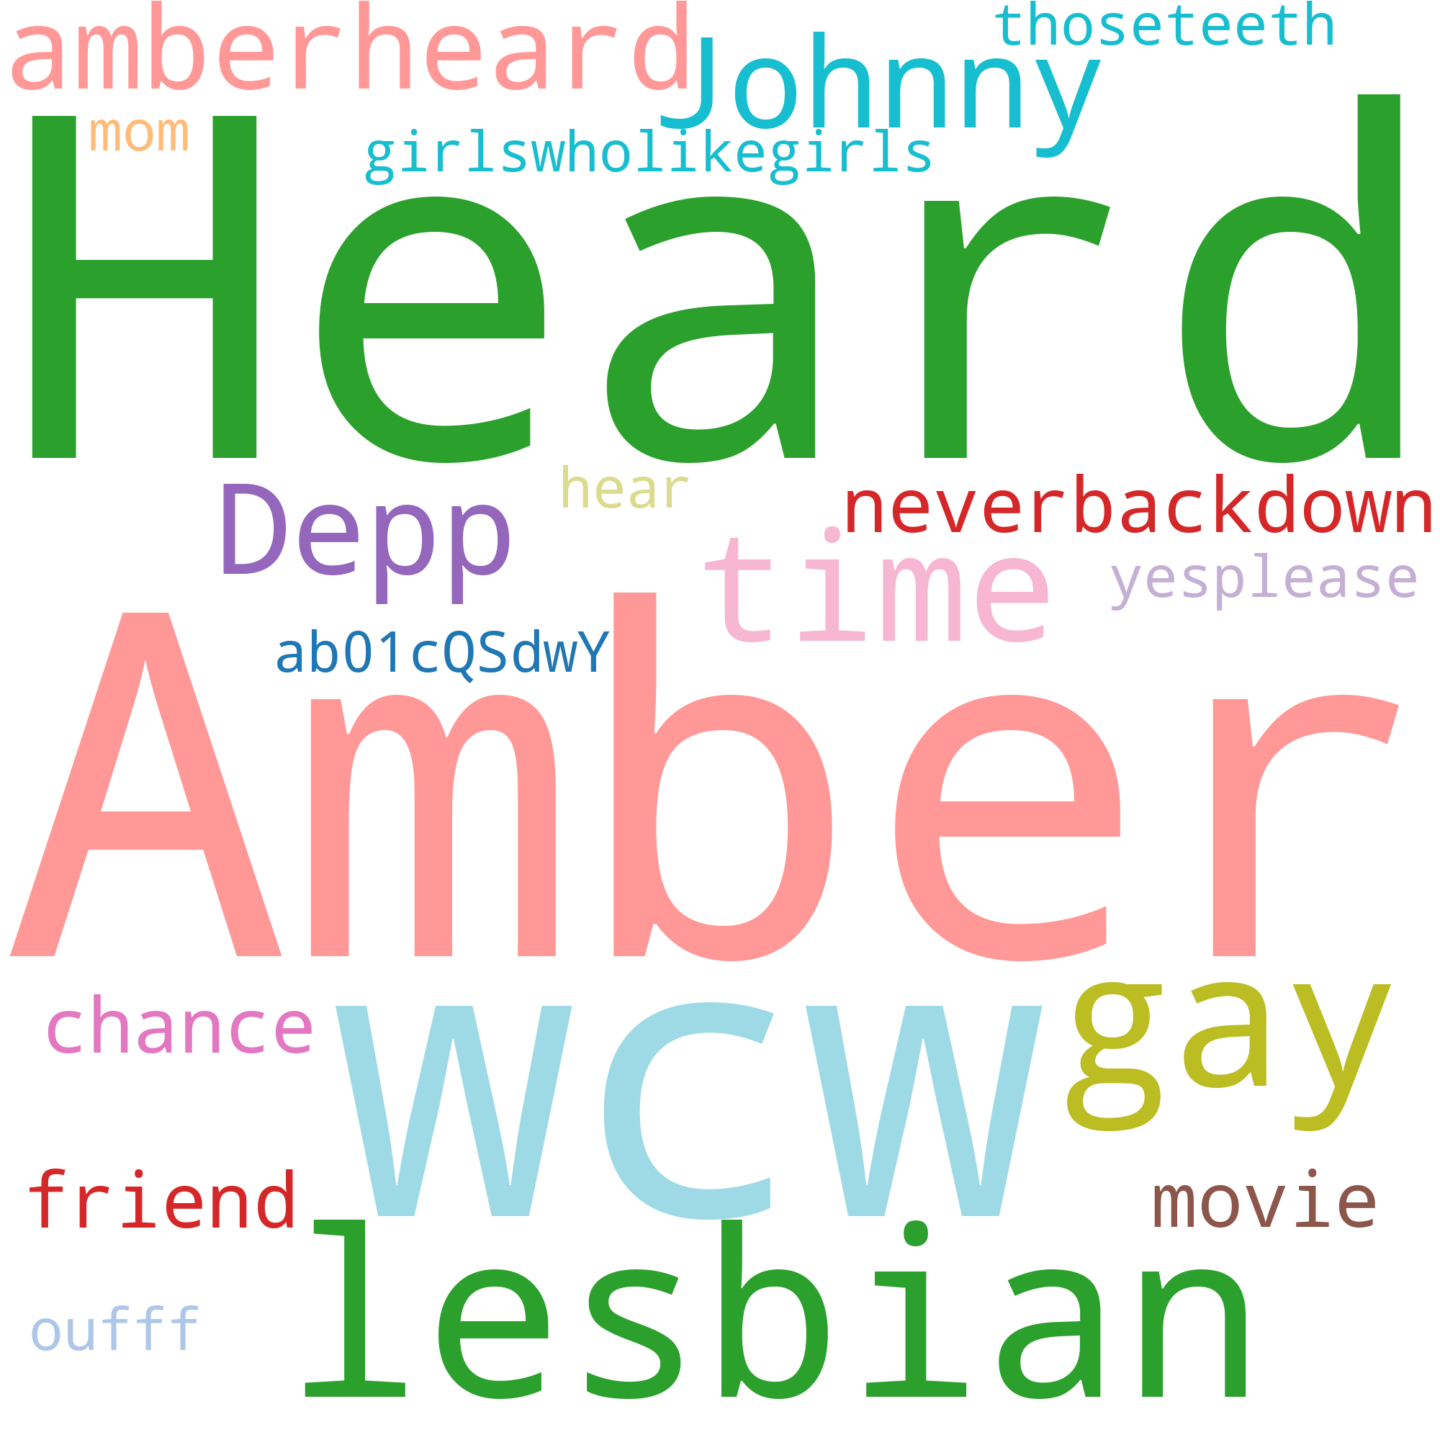 amberheard
thoseteeth
Johnny
mom
girlswholikegirls
Heard
Depp
hear
neverbackdown
time
yesplease
ab01cQSdwY
Amber
chance
wcw
gay
friend
movie
oufff
lesbian